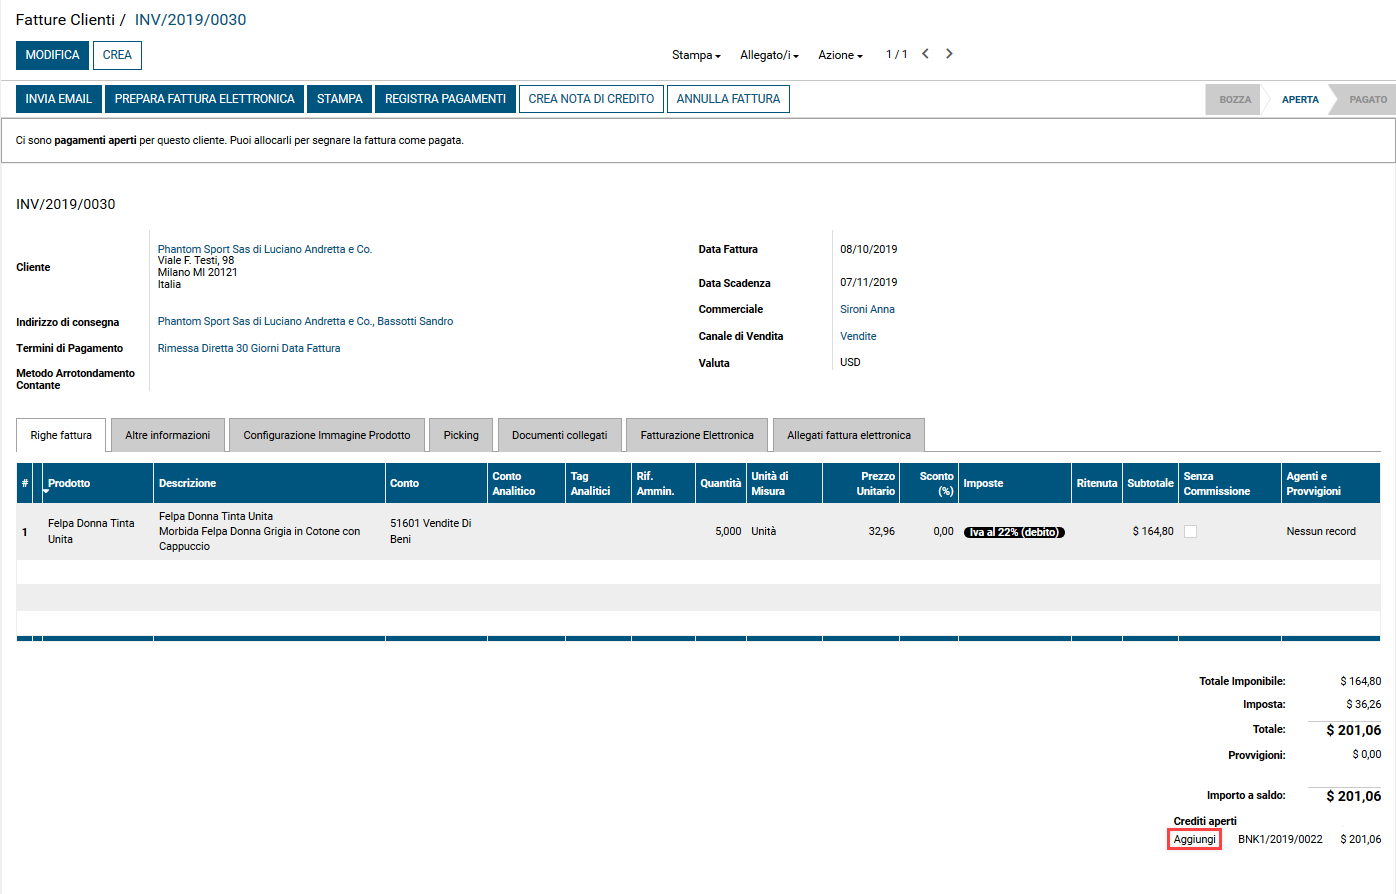 Fatture Clienti / INV/2019/0030
MODIFICA CREA Stampa Allegato/i Azione 1 / 1
INVIA EMAIL PREPARA FATTURA ELETTRONICA STAMPA REGISTRA PAGAMENTI CREA NOTA DI CREDITO ANNULLA FATTURA BOZZA APERTA PAGATO
Ci sono pagamenti aperti per questo cliente. Puoi allocarli per segnare la fattura come pagata.
INV/2019/0030
Cliente
Phantom Sport Sas di Luciano Andretta e Co.
Viale F. Testi, 98
Milano MI 20121
Italia
Indirizzo di consegna Phantom Sport Sas di Luciano Andretta e Co., Bassotti Sandro
Termini di Pagamento Rimessa Diretta 30 Giorni Data Fattura
Metodo Arrotondamento
Contante
Data Fattura 08/10/2019
Data Scadenza 07/11/2019
Commerciale Sironi Anna
Canale di Vendita Vendite
Valuta USD
Righe fattura Altre informazioni Configurazione Immagine Prodotto Picking Documenti collegati Fatturazione Elettronica Allegati fattura elettronica
# Prodotto Descrizione Conto Conto Analitico Tag Analitici Rif. Ammin. Quantità Unità di Misura Prezzo Unitario Sconto (%) Imposte Ritenuta Subtotale Senza Commissione Agenti e Provvigioni
1 Felpa Donna Tinta Unita
Felpa Donna Tinta Unita
Morbida Felpa Donna Grigia in Cotone con
Cappuccio
51601 Vendite Di
Beni
5,000 Unità 32,96 0,00 Iva al 22% (debito) $ 164,80 Nessun record
Totale Imponibile: $ 164,80
Imposta: $ 36,26
Totale: $ 201,06
Provvigioni: $ 0,00
Importo a saldo: $ 201,06
Crediti aperti
Aggiungi BNK1/2019/0022 $ 201,06